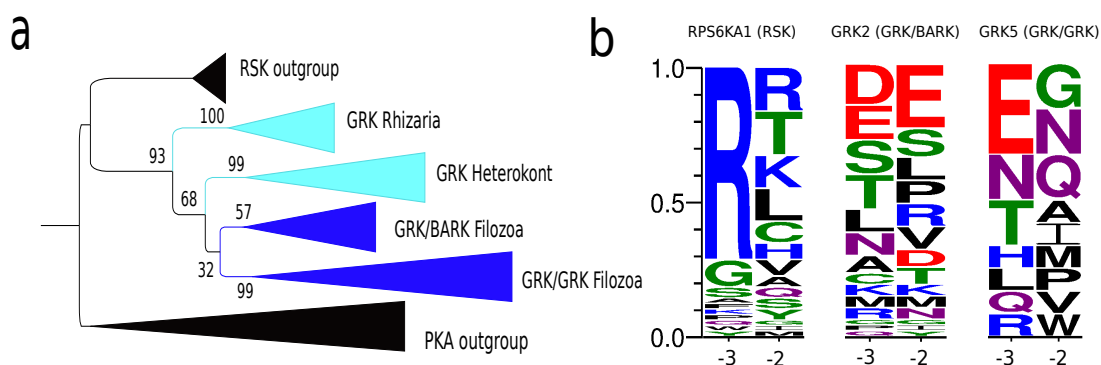 a
RSK outgroup
100
GRK Rhizaria
93
99
GRK Heterokont
68
57
GRK/BARK Filozoa
32
99
GRK/GRK Filozoa
PKA outgroup
b
RPS6KA1 (RSK)
GRK2 (GRK/BARK)
GRK5 (GRK/GRK)
1.0
0.5
0.0
R G S
R T K L C H V A Q S Y
D E S T L N A C K M R
E S L P R V D T K M N
E N T H L Q R
G N Q A I M P V W
-3 -2
-3 -2
-3 -2